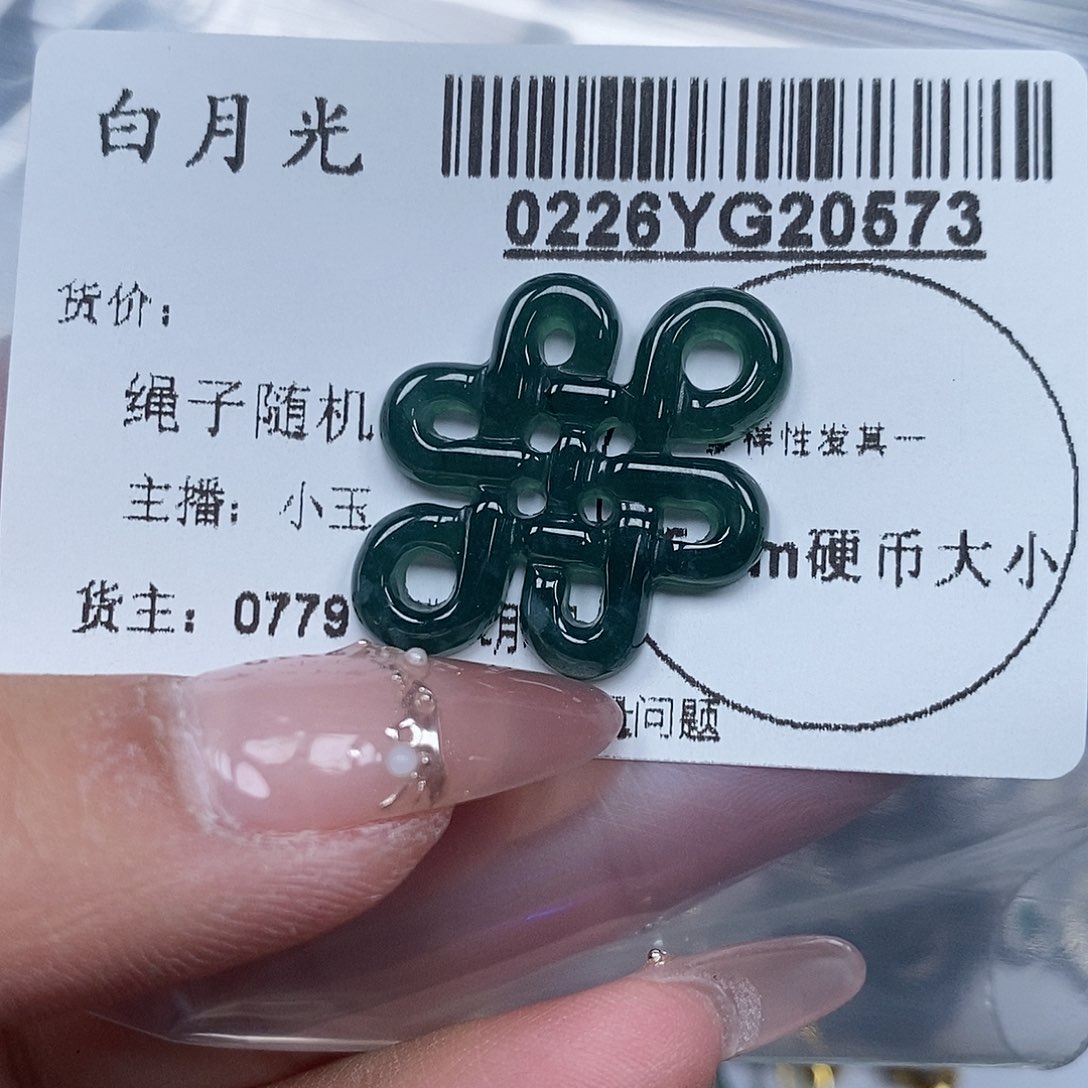 白月光
0226YG20573
货价:
绳子随机
样性发其一
主播: 小玉
m硬币大小
货主: 0779
问题